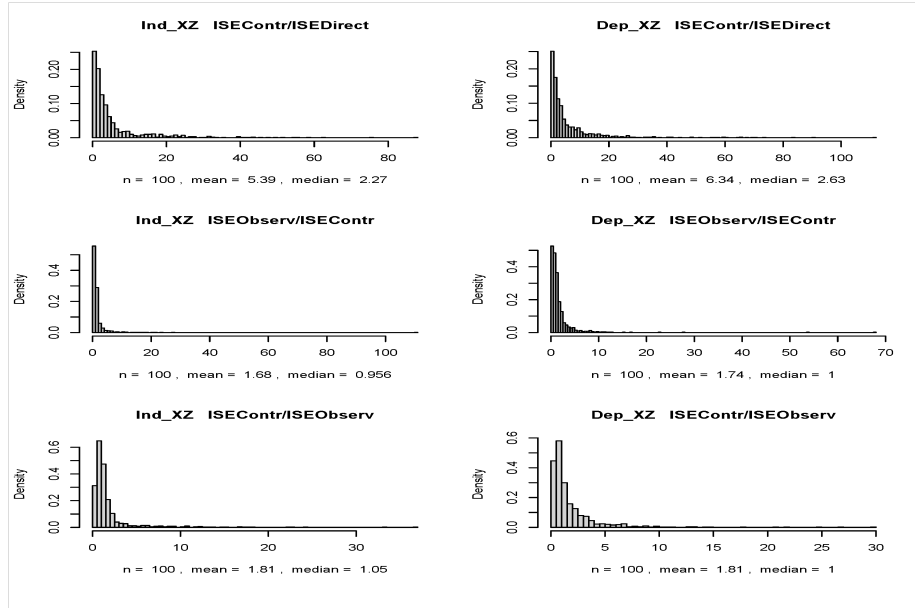 Ind_XZ ISEContr/ISEDirect
Density
0.00 0.10 0.20
0 20 40 60 80
n = 100 , mean = 5.39 , median = 2.27
Dep_XZ ISEContr/ISEDirect
Density
0.00 0.10 0.20
0 20 40 60 80 100
n = 100 , mean = 6.34 , median = 2.63
Ind_XZ ISEObserv/ISEContr
Density
0.0 0.2 0.4
0 20 40 60 80 100
n = 100 , mean = 1.68 , median = 0.956
Dep_XZ ISEObserv/ISEContr
Density
0.0 0.2 0.4
0 10 20 30 40 50 60 70
n = 100 , mean = 1.74 , median = 1
Ind_XZ ISEContr/ISEObserv
Density
0.0 0.2 0.4 0.6
0 10 20 30
n = 100 , mean = 1.81 , median = 1.05
Dep_XZ ISEContr/ISEObserv
Density
0.0 0.2 0.4 0.6
0 5 10 15 20 25 30
n = 100 , mean = 1.81 , median = 1